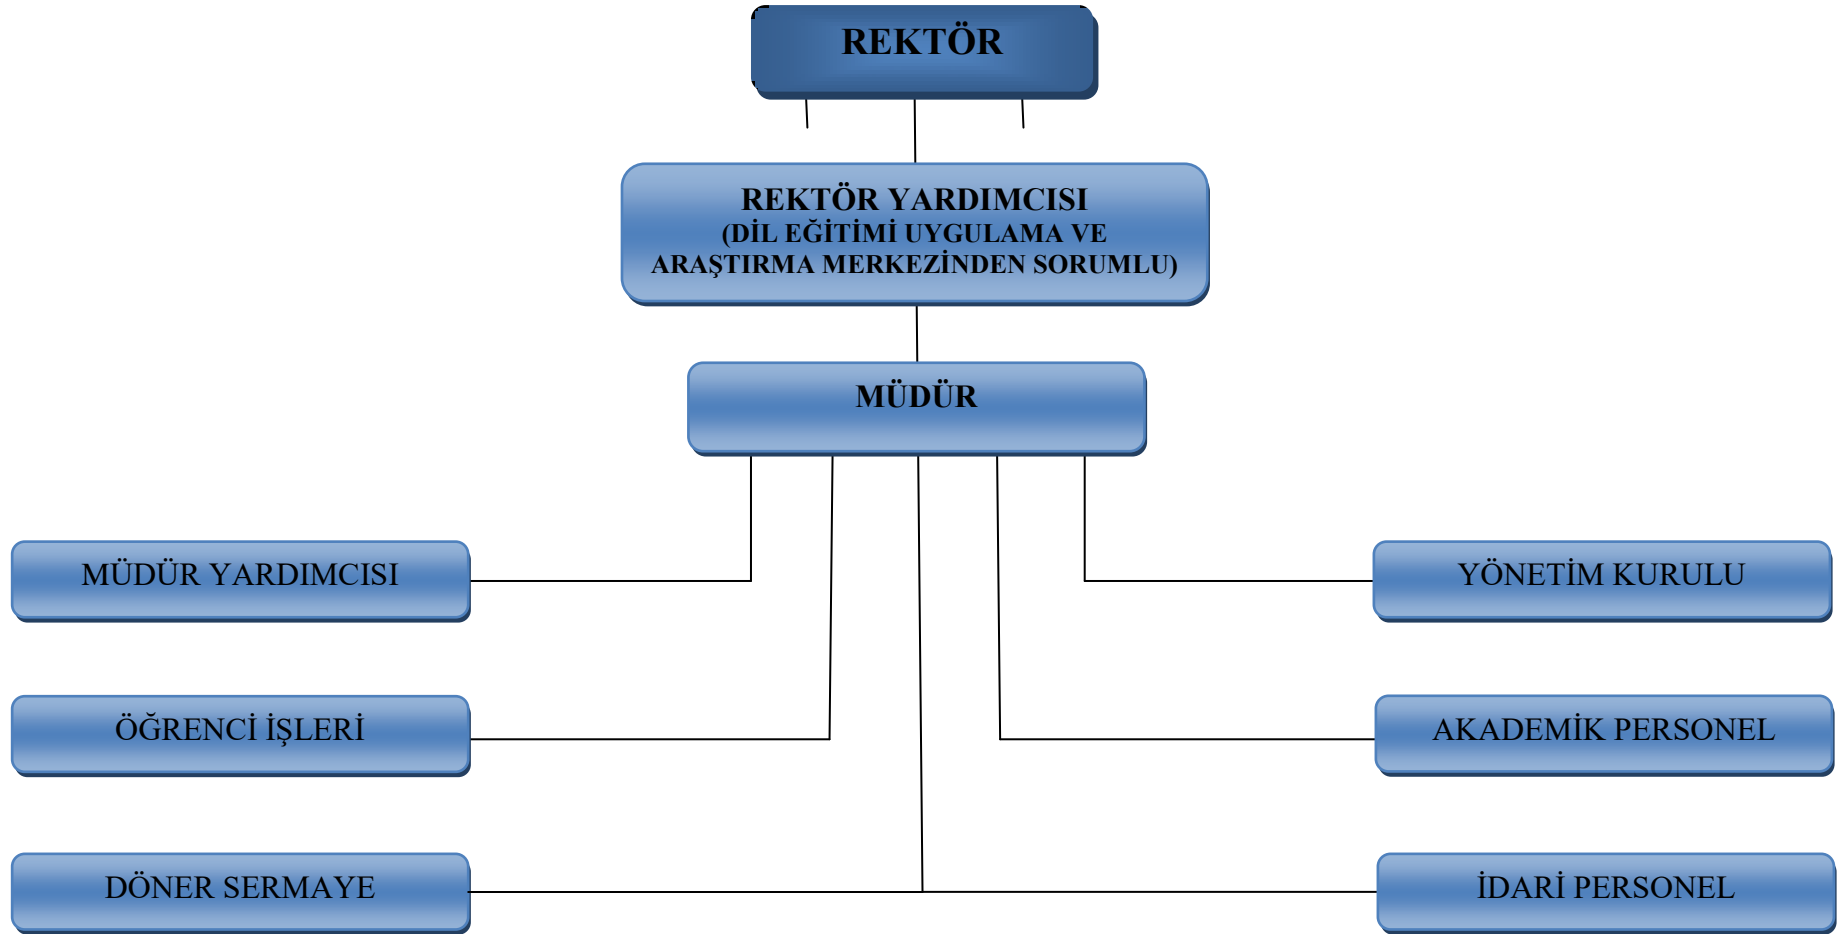 REKTÖR
REKTÖR YARDIMCISI
(DİL EĞİTİMİ UYGULAMA VE
ARAŞTIRMA MERKEZİNDEN SORUMLU)
MÜDÜR
MÜDÜR YARDIMCISI
YÖNETİM KURULU
ÖĞRENCİ İŞLERİ
AKADEMİK PERSONEL
DÖNER SERMAYE
İDARİ PERSONEL